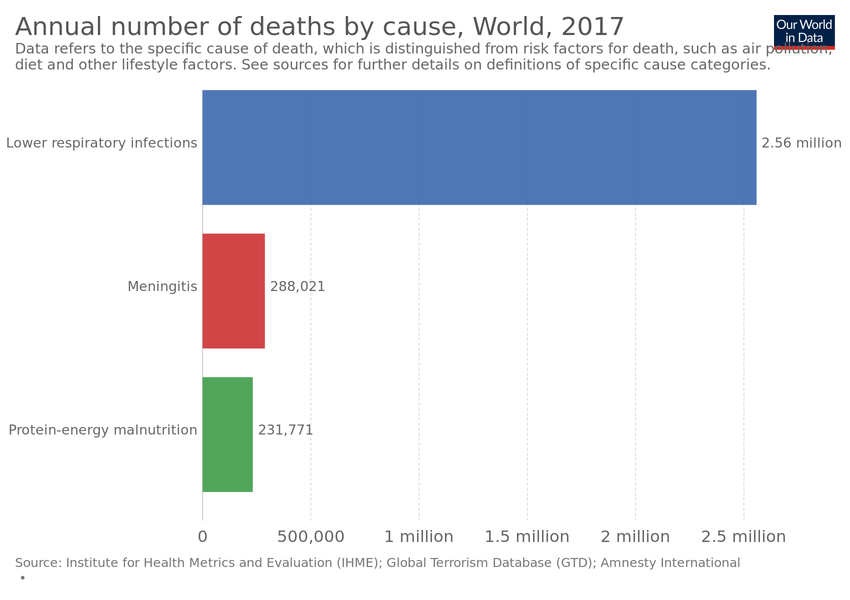 Annual number of deaths by cause, World, 2017
Our World
in Data
Data refers to the specific cause of death, which is distinguished from risk factors for death, such as air pollution,
diet and other lifestyle factors. See sources for further details on definitions of specific cause categories.
Lower respiratory infections
2.56 million
Meningitis
288,021
Protein-energy malnutrition
231,771
0 500,000 1 million 1.5 million 2 million 2.5 million
Source: Institute for Health Metrics and Evaluation (IHME); Global Terrorism Database (GTD); Amnesty International
•